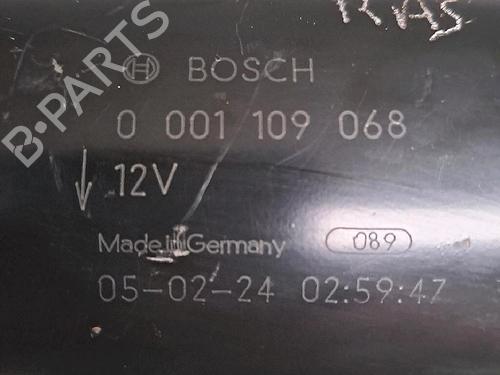 B-PARTS
BOSCH
0 001 109 068
12V
Made in Germany 089
05-02-24 02:59:47